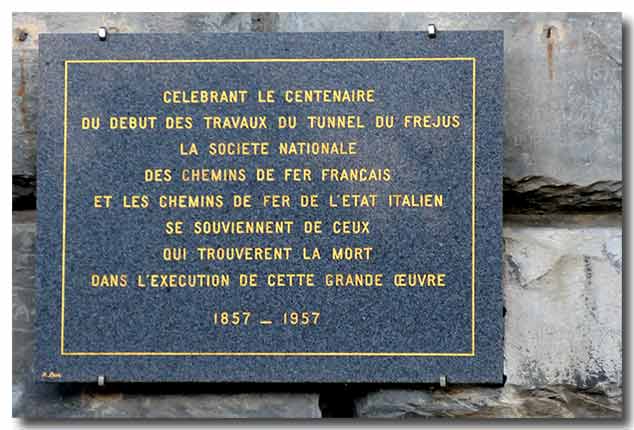 CELEBRANT LE CENTENAIRE
DU DEBUT DES TRAVAUX DU TUNNEL DU FREJUS
LA SOCIETE NATIONALE
DES CHEMINS DE FER FRANÇAIS
ET LES CHEMINS DE FER DE L'ETAT ITALIEN
SE SOUVIENNENT DE CEUX
QUI TROUVERENT LA MORT
DANS L'EXECUTION DE CETTE GRANDE ŒUVRE
1857 — 1957